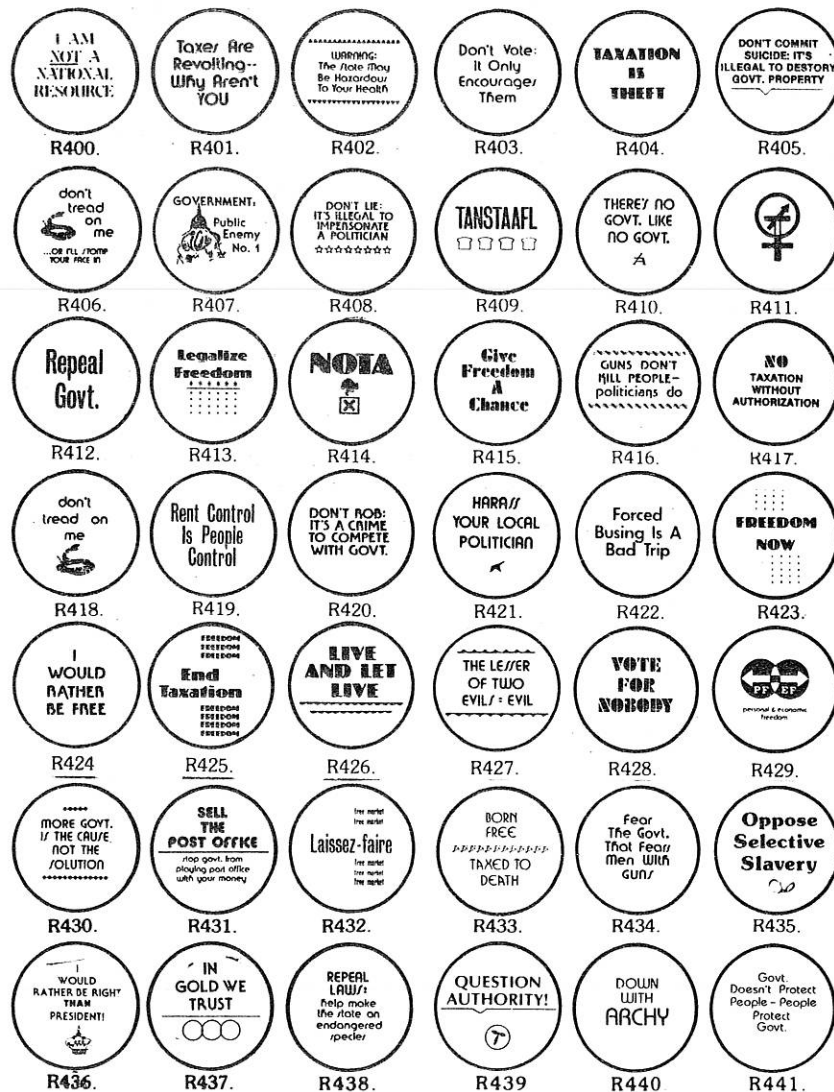 I AM
NOT A
NATIONAL
RESOURCE
R400.
Taxes Are
Revolting--
Why Aren't
YOU
R401.
WARNING:
The State May
Be Hazardous
To Your Health
R402.
Don't Vote:
it Only
Encourages
Them
R403.
TAXATION
IS
THEFT
R404.
DON'T COMMIT
SUICIDE: IT'S
ILLEGAL TO DESTORY
GOVT. PROPERTY
R405.
don't
tread
on
me
...OR I'LL STOMP
YOUR FACE IN
R406.
GOVERNMENT:
Public
Enemy
No. 1
R407.
DON'T LIE:
IT'S ILLEGAL TO
IMPERSONATE
A POLITICIAN
R408.
TANSTAAFL
R409.
THERE'S NO
GOVT. LIKE
NO GOVT.
A
R410.
R411.
Repeal
Govt.
R412.
Legalize
Freedom
R413.
NOTA
X
R414.
Give
Freedom
A
Chance
R415.
GUNS DON'T
KILL PEOPLE-
politicians do
R416.
NO
TAXATION
WITHOUT
AUTHORIZATION
R417.
don't
tread on
me
R418.
Rent Control
Is People
Control
R419.
DON'T ROB:
IT'S A CRIME
TO COMPETE
WITH GOVT.
R420.
HARASS
YOUR LOCAL
POLITICIAN
R421.
Forced
Busing Is A
Bad Trip
R422.
FREEDOM
NOW
R423.
I
WOULD
RATHER
BE FREE
R424
FREEDOM
FREEDOM
FREEDOM
End
Taxation
FREEDOM
FREEDOM
FREEDOM
FREEDOM
R425.
LIVE
AND LET
LIVE
R426.
THE LESSER
OF TWO
EVILS : EVIL
R427.
VOTE
FOR
NOBODY
R428.
PF EF
personal & economic
freedom
R429.
MORE GOVT.
IS THE CAUSE
NOT THE
SOLUTION
R430.
SELL
THE
POST OFFICE
stop govt. from
playing post office
with your money
R431.
free market
free market
Laissez-faire
free market
free market
free market
R432.
BORN
FREE
TAXED TO
DEATH
R433.
Fear
The Govt.
That Fears
Men With
Guns
R434.
Oppose
Selective
Slavery
R435.
I
WOULD
RATHER BE RIGHT
THAN
PRESIDENT!
R436.
IN
GOLD WE
TRUST
R437.
REPEAL
LAWS:
help make
the state an
endangered
species
R438.
QUESTION
AUTHORITY!
R439
DOWN
WITH
ARCHY
R440.
Govt.
Doesn't Protect
People - People
Protect
Govt.
R441.